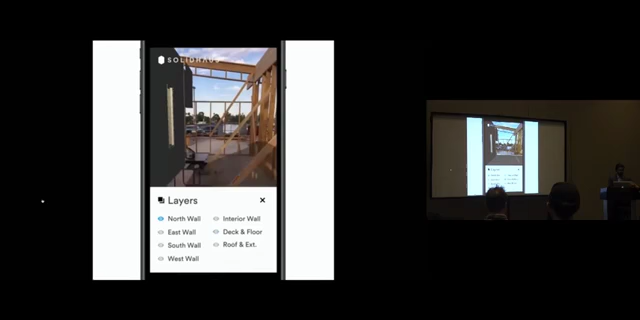 SOLIDHAUS
Layers
North Wall
Interior Wall
East Wall
Deck & Floor
South Wall
Roof & Ext.
West Wall